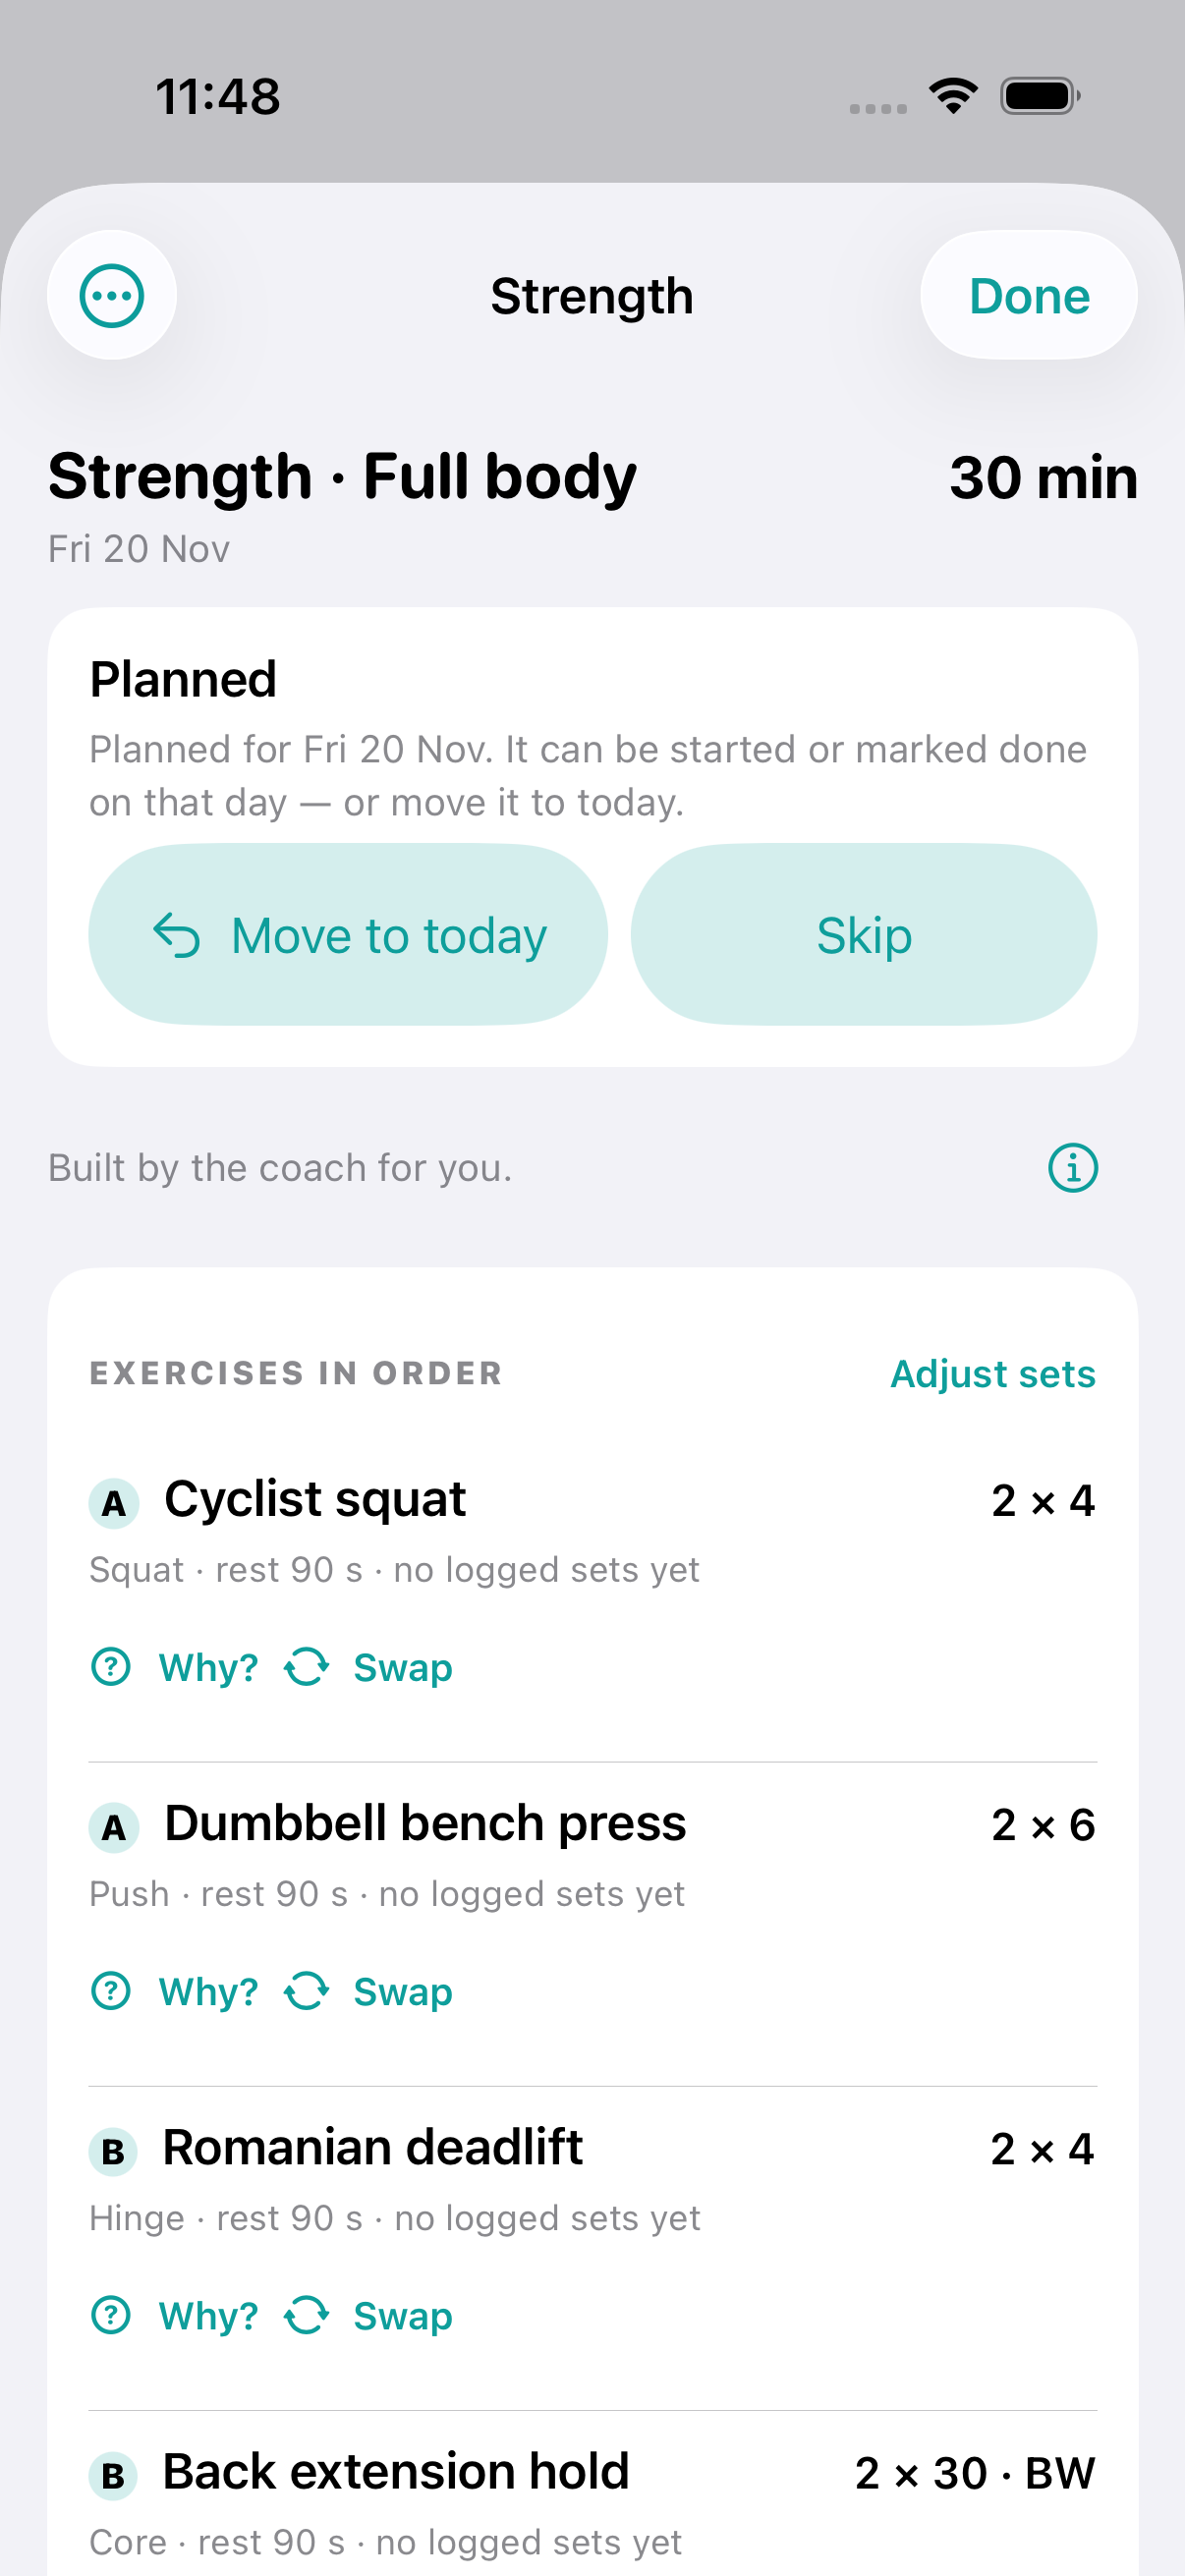 11:48
Strength
Done
Strength · Full body
30 min
Fri 20 Nov
Planned
Planned for Fri 20 Nov. It can be started or marked done
on that day — or move it to today.
Move to today
Skip
Built by the coach for you.
EXERCISES IN ORDER
Adjust sets
A Cyclist squat 2 × 4
Squat · rest 90 s · no logged sets yet
Why? Swap
A Dumbbell bench press 2 × 6
Push · rest 90 s · no logged sets yet
Why? Swap
B Romanian deadlift 2 × 4
Hinge · rest 90 s · no logged sets yet
Why? Swap
B Back extension hold 2 × 30 · BW
Core · rest 90 s · no logged sets yet